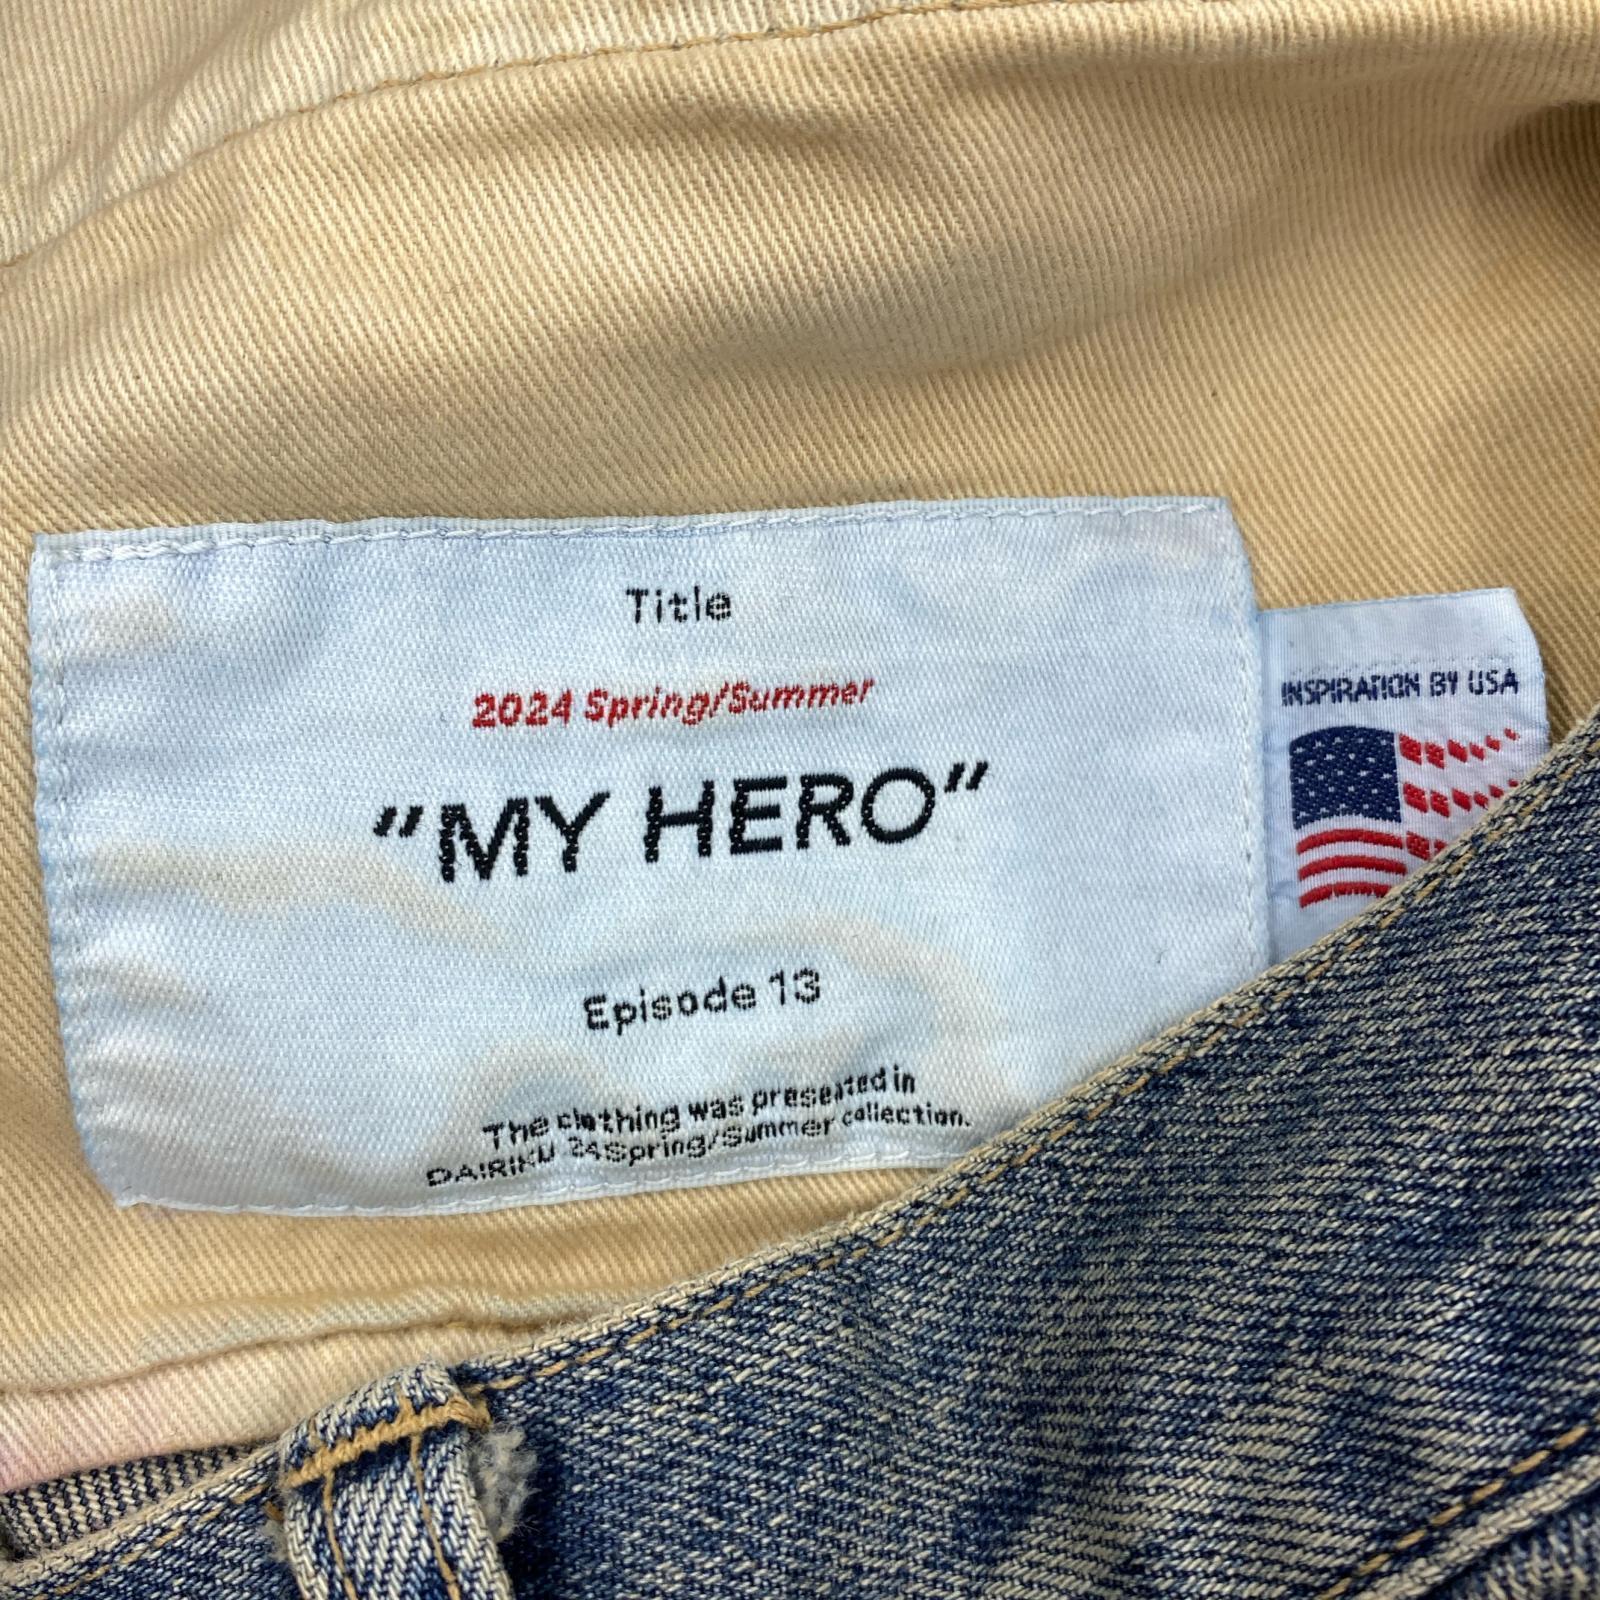 Title
2024 Spring/Summer
“MY HERO”
Episode 13
The clothing was presented in
DAIRIKU 24Spring/Summer collection.
INSPIRATION BY USA